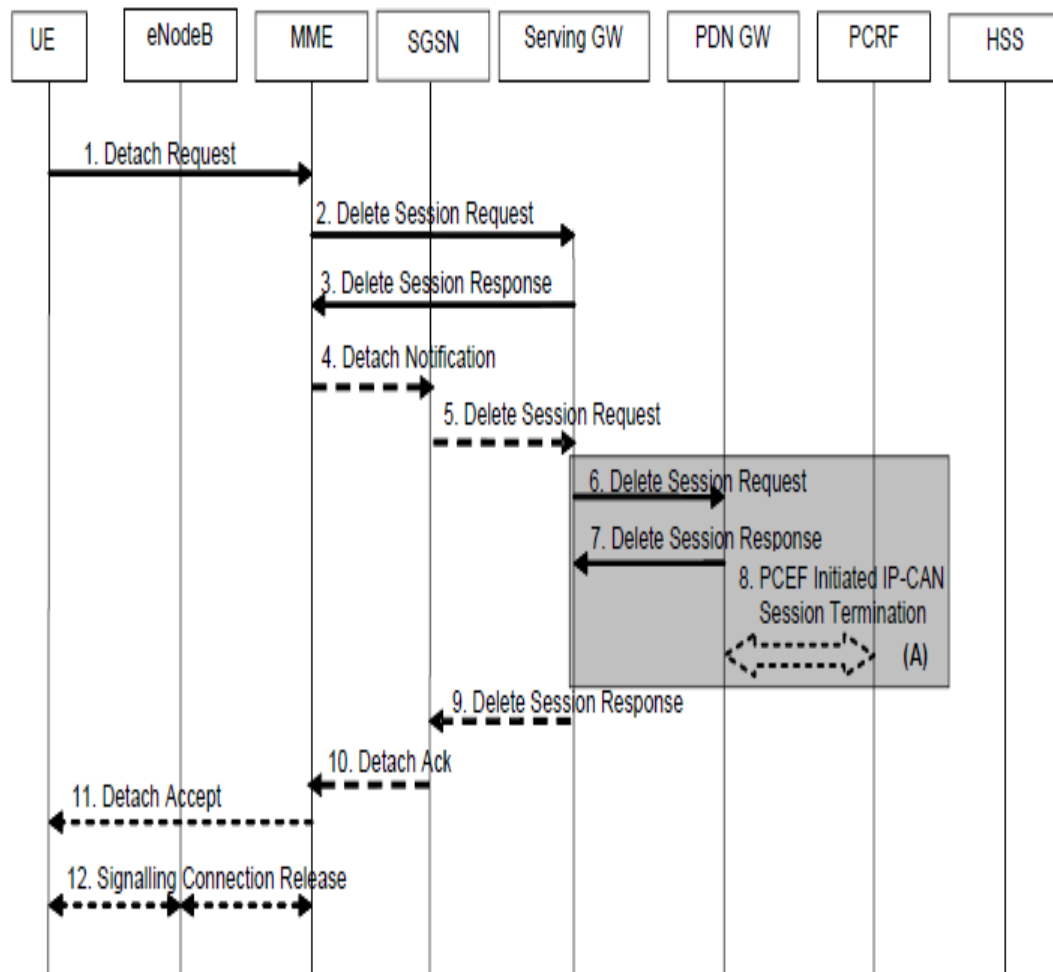 UE
eNodeB
MME
SGSN
Serving GW
PDN GW
PCRF
HSS
1. Detach Request
2. Delete Session Request
3. Delete Session Response
4. Detach Notification
5. Delete Session Request
6. Delete Session Request
7. Delete Session Response
8. PCEF Initiated IP-CAN
Session Termination
(A)
9. Delete Session Response
10. Detach Ack
11. Detach Accept
12. Signalling Connection Release